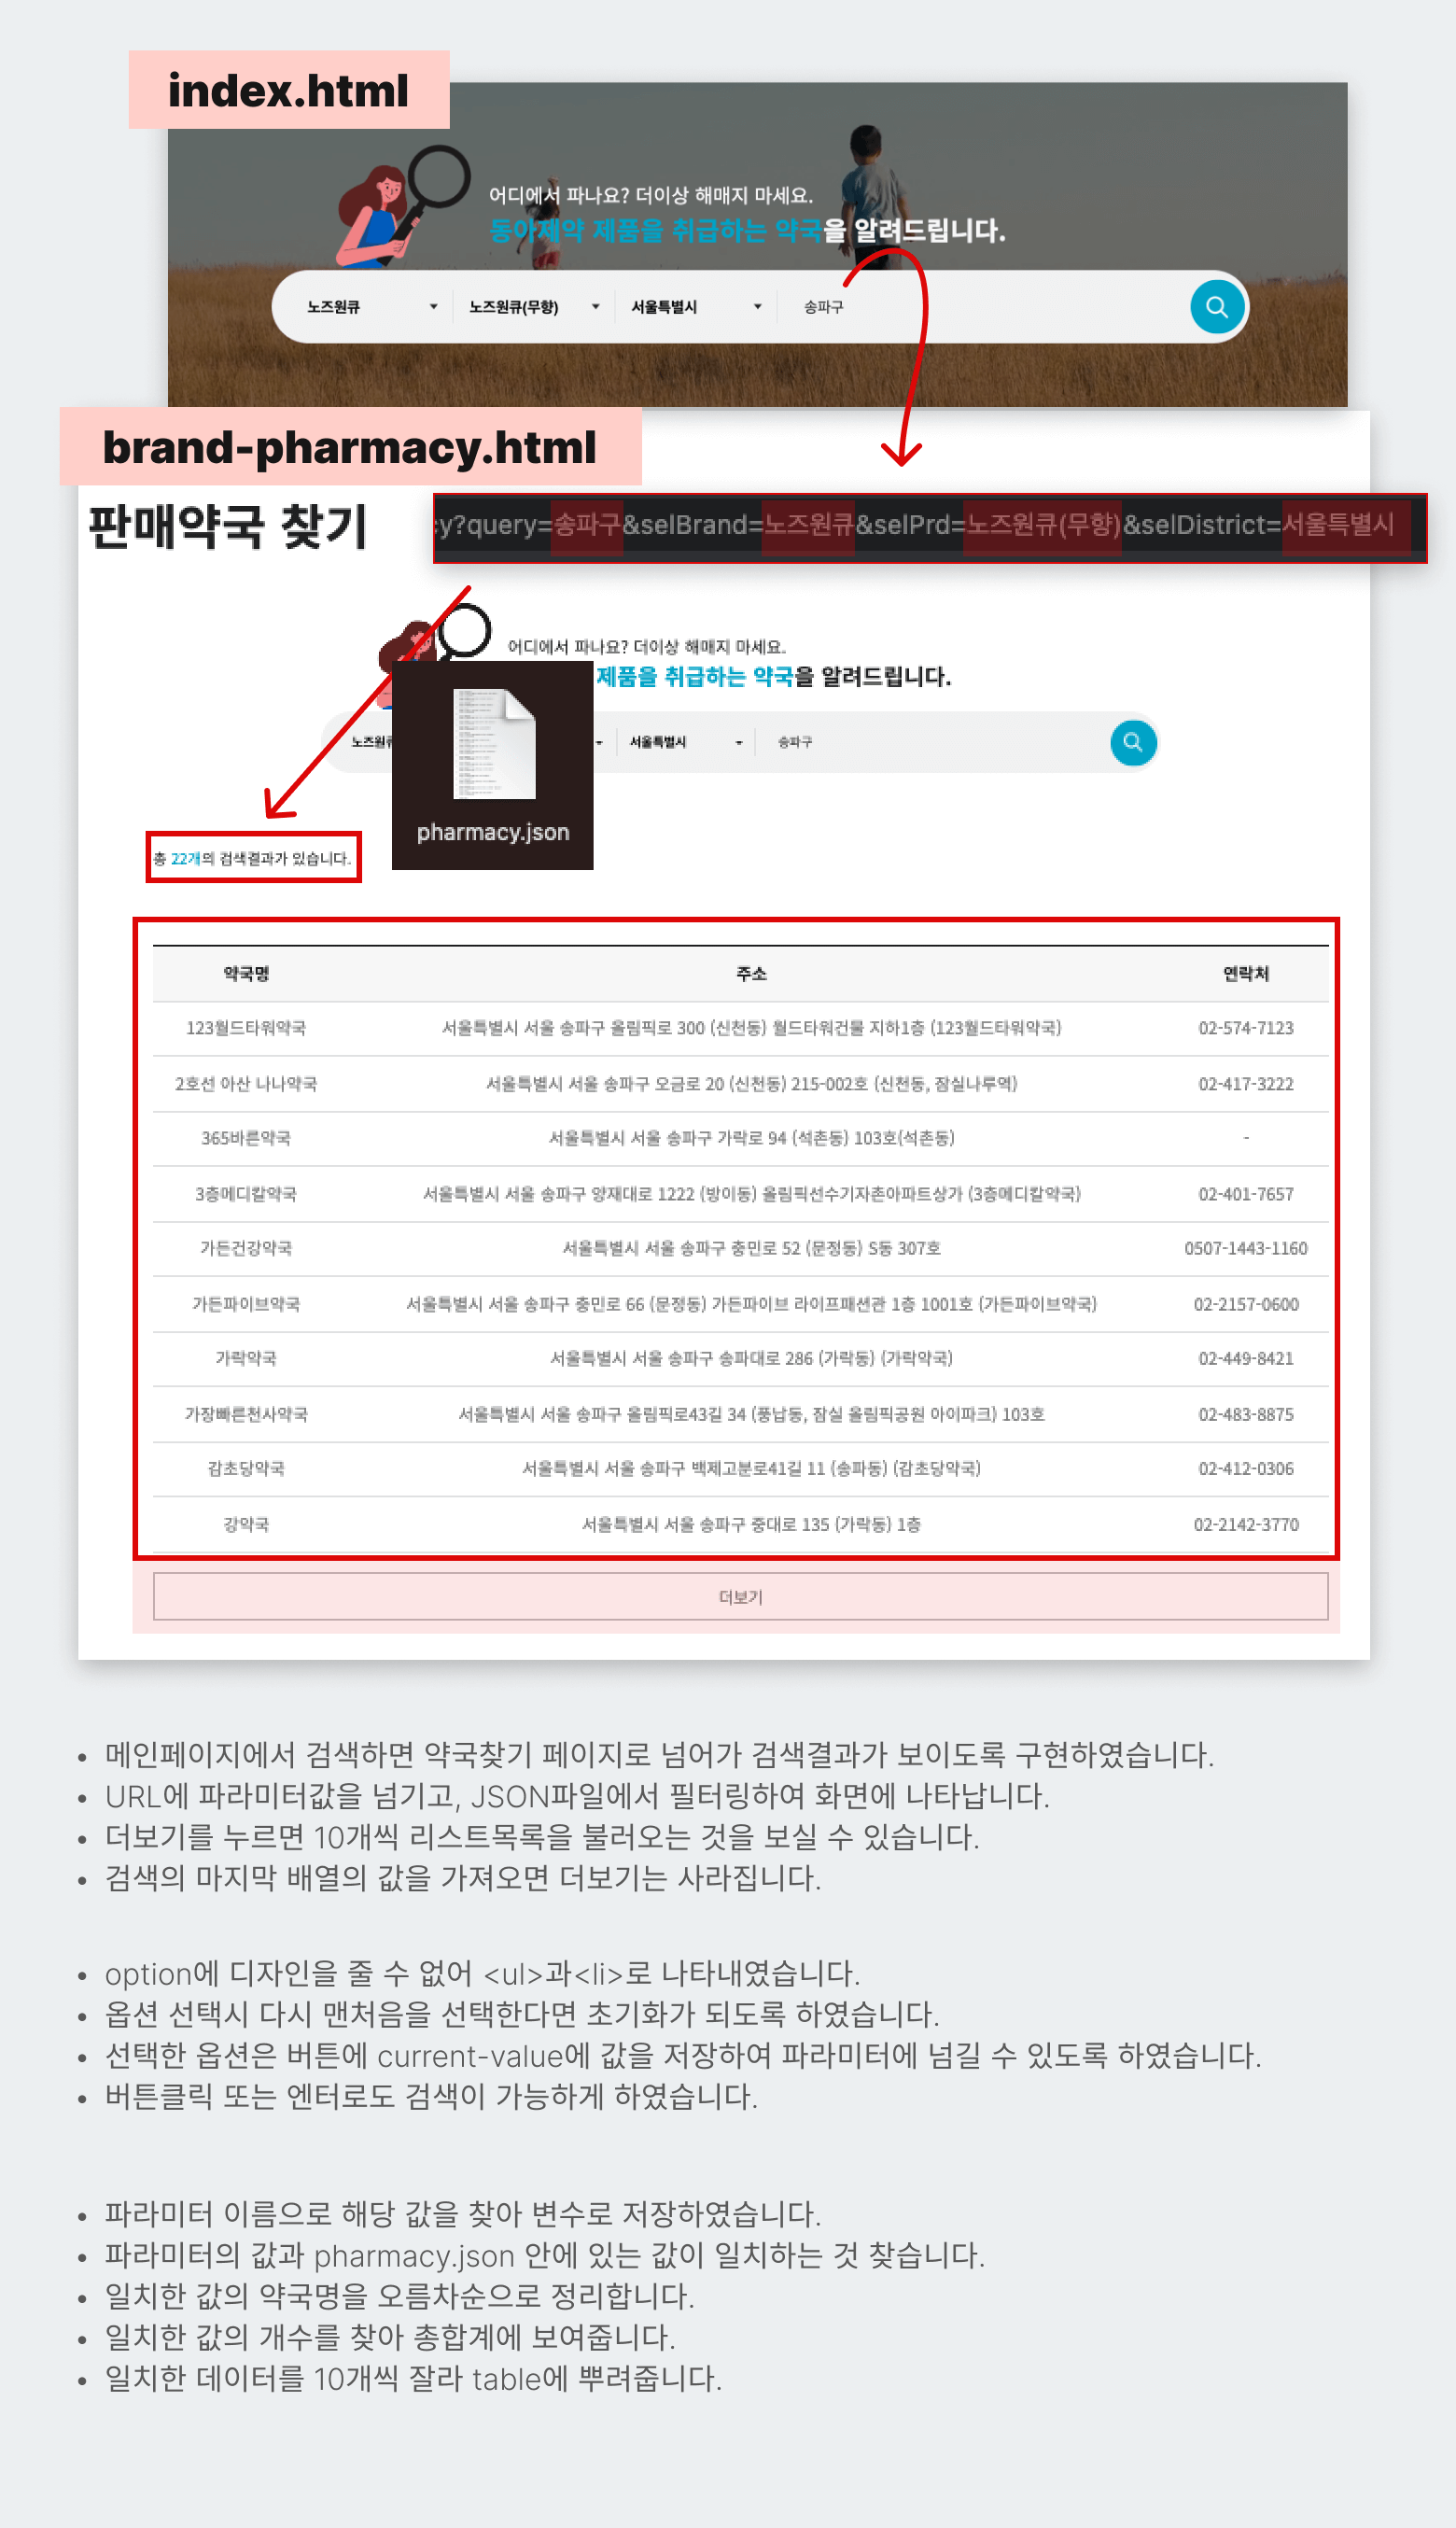 index.html
어디에서 파나요? 더이상 해매지 마세요.
동아제약 제품을 취급하는 약국을 알려드립니다.
노즈원큐 노즈원큐(무향) 서울특별시 송파구
brand-pharmacy.html
판매약국 찾기
y?query=송파구&selBrand=노즈원큐&selPrd=노즈원큐(무향)&selDistrict=서울특별시
어디에서 파나요? 더이상 해매지 마세요.
제품을 취급하는 약국을 알려드립니다.
노즈원큐 서울특별시 송파구
pharmacy.json
총 22개의 검색결과가 있습니다.
약국명 주소 연락처
123월드타워약국 서울특별시 서울 송파구 올림픽로 300 (신천동) 월드타워건물 지하1층 (123월드타워약국) 02-574-7123
2호선 아산 나나약국 서울특별시 서울 송파구 오금로 20 (신천동) 215-002호 (신천동, 잠실나루역) 02-417-3222
365바른약국 서울특별시 서울 송파구 가락로 94 (석촌동) 103호(석촌동) -
3층메디칼약국 서울특별시 서울 송파구 양재대로 1222 (방이동) 올림픽선수기자촌아파트상가 (3층메디칼약국) 02-401-7657
가든건강약국 서울특별시 서울 송파구 충민로 52 (문정동) S동 307호 0507-1443-1160
가든파이브약국 서울특별시 서울 송파구 충민로 66 (문정동) 가든파이브 라이프패션관 1층 1001호 (가든파이브약국) 02-2157-0600
가락약국 서울특별시 서울 송파구 송파대로 286 (가락동) (가락약국) 02-449-8421
가장빠른천사약국 서울특별시 서울 송파구 올림픽로43길 34 (풍납동, 잠실 올림픽공원 아이파크) 103호 02-483-8875
감초당약국 서울특별시 서울 송파구 백제고분로41길 11 (송파동) (감초당약국) 02-412-0306
강약국 서울특별시 서울 송파구 중대로 135 (가락동) 1층 02-2142-3770
더보기
• 메인페이지에서 검색하면 약국찾기 페이지로 넘어가 검색결과가 보이도록 구현하였습니다.
• URL에 파라미터값을 넘기고, JSON파일에서 필터링하여 화면에 나타납니다.
• 더보기를 누르면 10개씩 리스트목록을 불러오는 것을 보실 수 있습니다.
• 검색의 마지막 배열의 값을 가져오면 더보기는 사라집니다.
• option에 디자인을 줄 수 없어 <ul>과<li>로 나타내였습니다.
• 옵션 선택시 다시 맨처음을 선택한다면 초기화가 되도록 하였습니다.
• 선택한 옵션은 버튼에 current-value에 값을 저장하여 파라미터에 넘길 수 있도록 하였습니다.
• 버튼클릭 또는 엔터로도 검색이 가능하게 하였습니다.
• 파라미터 이름으로 해당 값을 찾아 변수로 저장하였습니다.
• 파라미터의 값과 pharmacy.json 안에 있는 값이 일치하는 것 찾습니다.
• 일치한 값의 약국명을 오름차순으로 정리합니다.
• 일치한 값의 개수를 찾아 총합계에 보여줍니다.
• 일치한 데이터를 10개씩 잘라 table에 뿌려줍니다.